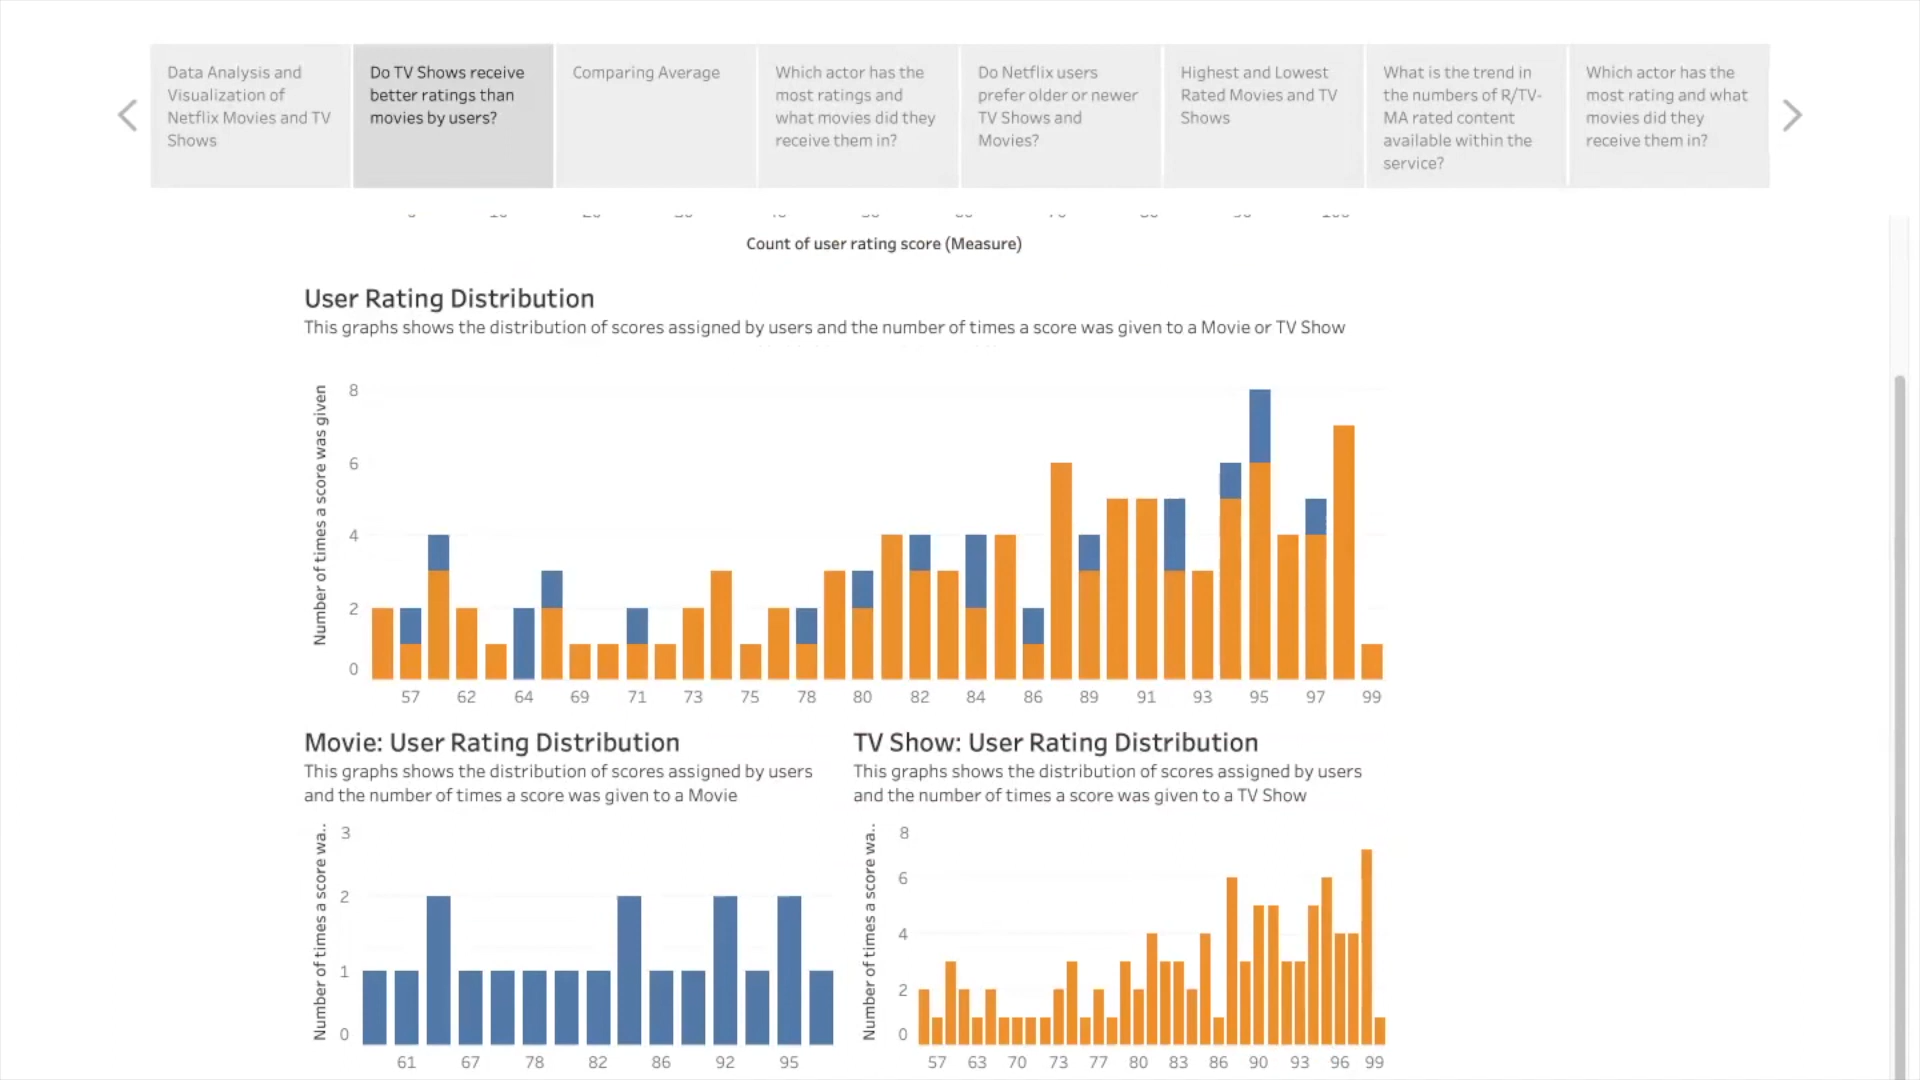 Data Analysis and
Visualization of
Netflix Movies and TV
Shows
Do TV Shows receive
better ratings than
movies by users?
Comparing Average
Which actor has the
most ratings and
what movies did they
receive them in?
Do Netflix users
prefer older or newer
TV Shows and
Movies?
Highest and Lowest
Rated Movies and TV
Shows
What is the trend in
the numbers of R/TV-
MA rated content
available within the
service?
Which actor has the
most rating and what
movies did they
receive them in?
Count of user rating score (Measure)
User Rating Distribution
This graphs shows the distribution of scores assigned by users and the number of times a score was given to a Movie or TV Show
Number of times a score was given
8
6
4
2
0
57 62 64 69 71 73 75 78 80 82 84 86 89 91 93 95 97 99
Movie: User Rating Distribution
This graphs shows the distribution of scores assigned by users
and the number of times a score was given to a Movie
Number of times a score wa..
3
2
1
0
61 67 78 82 86 92 95
TV Show: User Rating Distribution
This graphs shows the distribution of scores assigned by users
and the number of times a score was given to a TV Show
Number of times a score wa..
8
6
4
2
0
57 63 70 73 77 80 83 86 90 93 96 99